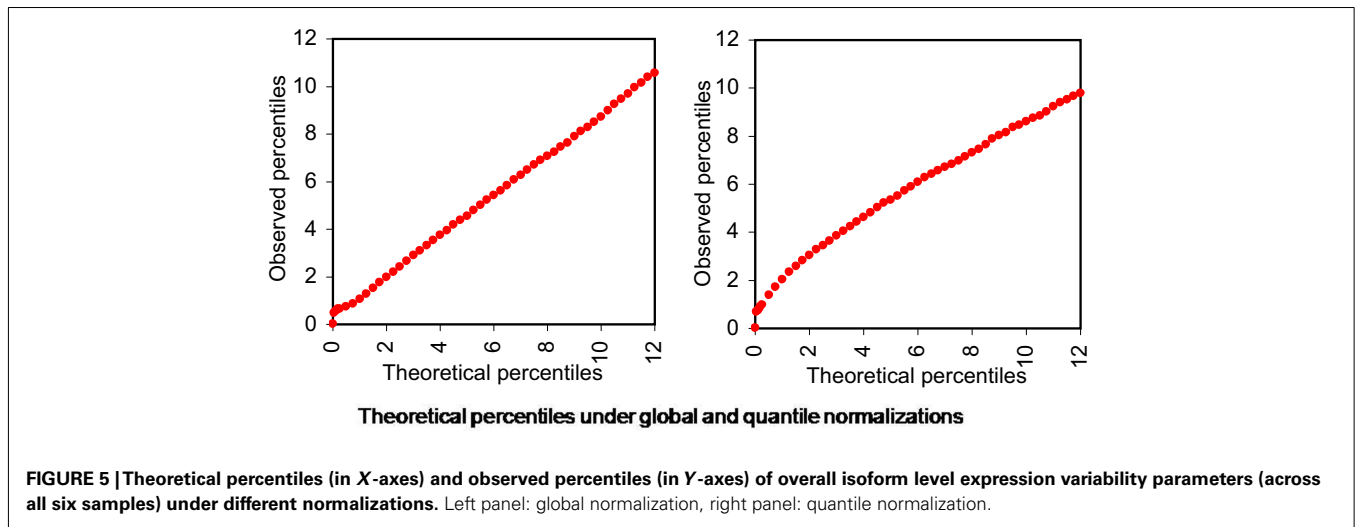 12
10
8
6
4
2
0
Observed percentiles
0 2 4 6 8 10 12
Theoretical percentiles
12
10
8
6
4
2
0
Observed percentiles
0 2 4 6 8 10 12
Theoretical percentiles
Theoretical percentiles under global and quantile normalizations
FIGURE 5 | Theoretical percentiles (in X-axes) and observed percentiles (in Y-axes) of overall isoform level expression variability parameters (across
all six samples) under different normalizations. Left panel: global normalization, right panel: quantile normalization.